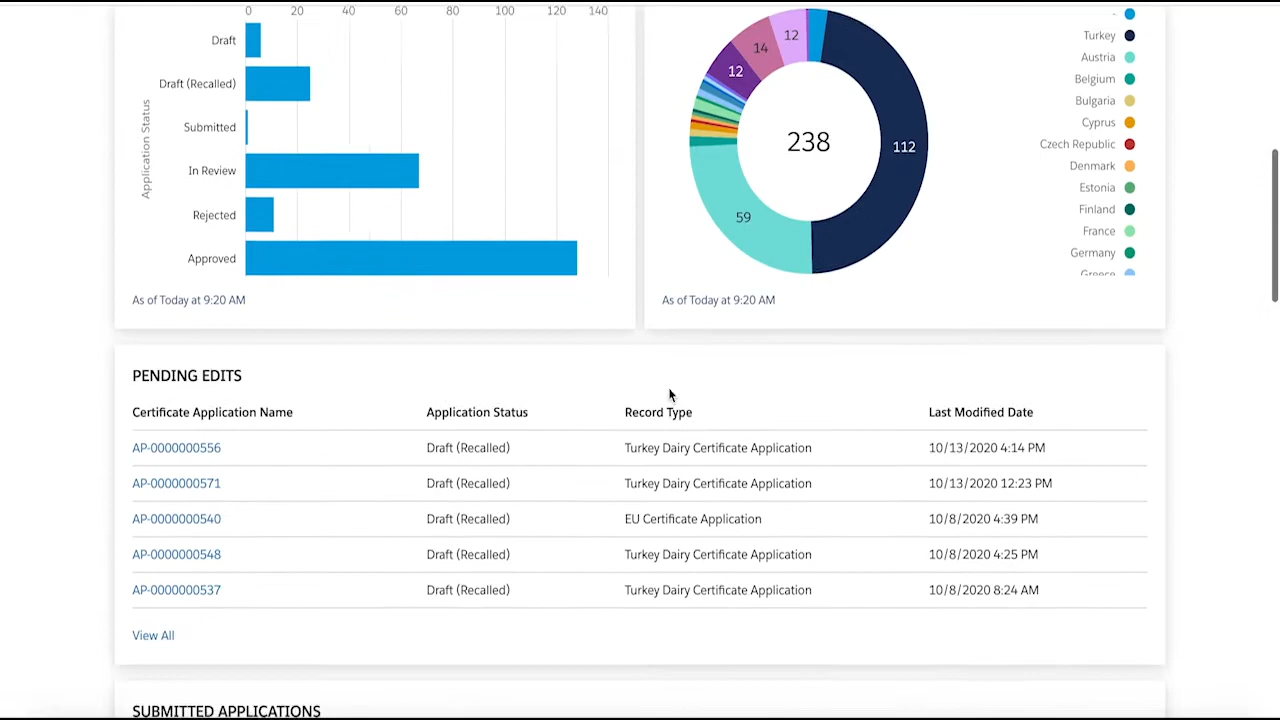 0 20 40 60 80 100 120 140
Application Status
Draft
Draft (Recalled)
Submitted
In Review
Rejected
Approved
As of Today at 9:20 AM
12
14
12
238
112
59
-
Turkey
Austria
Belgium
Bulgaria
Cyprus
Czech Republic
Denmark
Estonia
Finland
France
Germany
Greece
As of Today at 9:20 AM
PENDING EDITS
Certificate Application Name Application Status Record Type Last Modified Date
AP-0000000556 Draft (Recalled) Turkey Dairy Certificate Application 10/13/2020 4:14 PM
AP-0000000571 Draft (Recalled) Turkey Dairy Certificate Application 10/13/2020 12:23 PM
AP-0000000540 Draft (Recalled) EU Certificate Application 10/8/2020 4:39 PM
AP-0000000548 Draft (Recalled) Turkey Dairy Certificate Application 10/8/2020 4:25 PM
AP-0000000537 Draft (Recalled) Turkey Dairy Certificate Application 10/8/2020 8:24 AM
View All
SUBMITTED APPLICATIONS